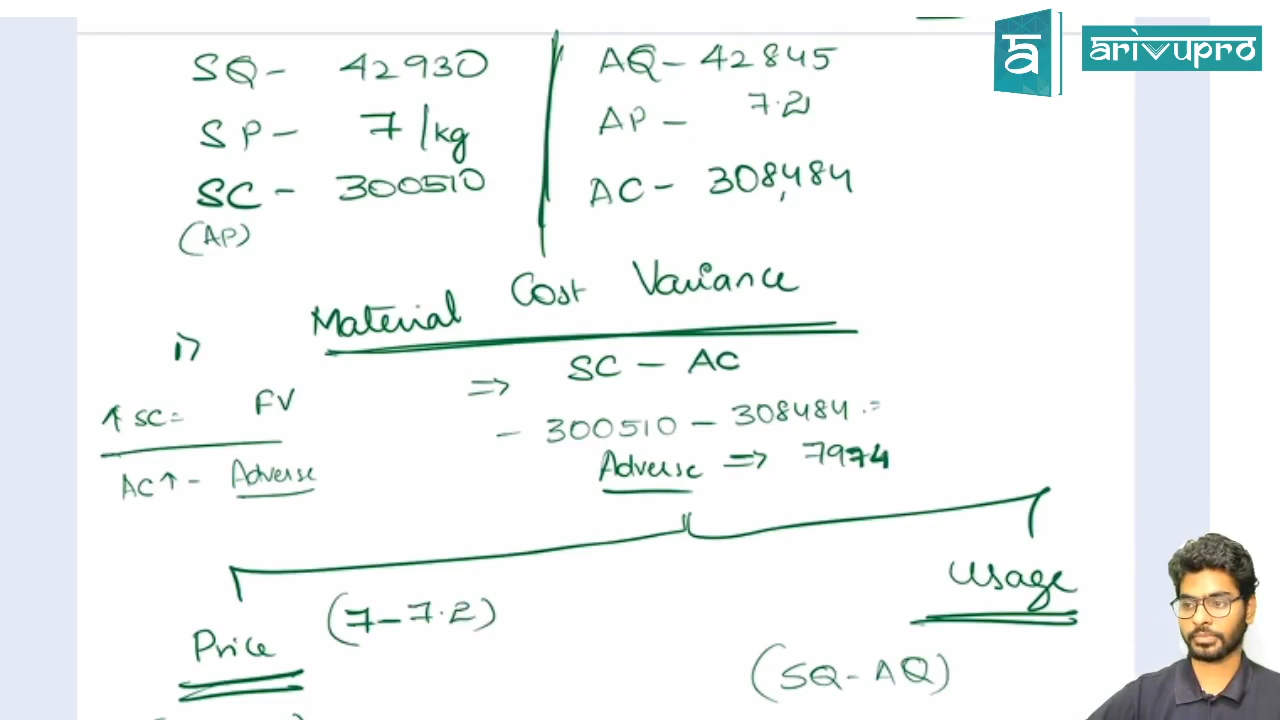 ā arivupro
SQ - 42930
SP - 7/kg
SC - 300510
(AP)
AQ - 42845
AP - 7.2
AC - 308,484
1) Material Cost Variance
⇒ SC - AC
↑ SC = FV
- 300510 - 308484 =
AC ↑ - Adverse
Adverse ⇒ 7974
Price
(7 - 7.2)
Usage
(SQ - AQ)